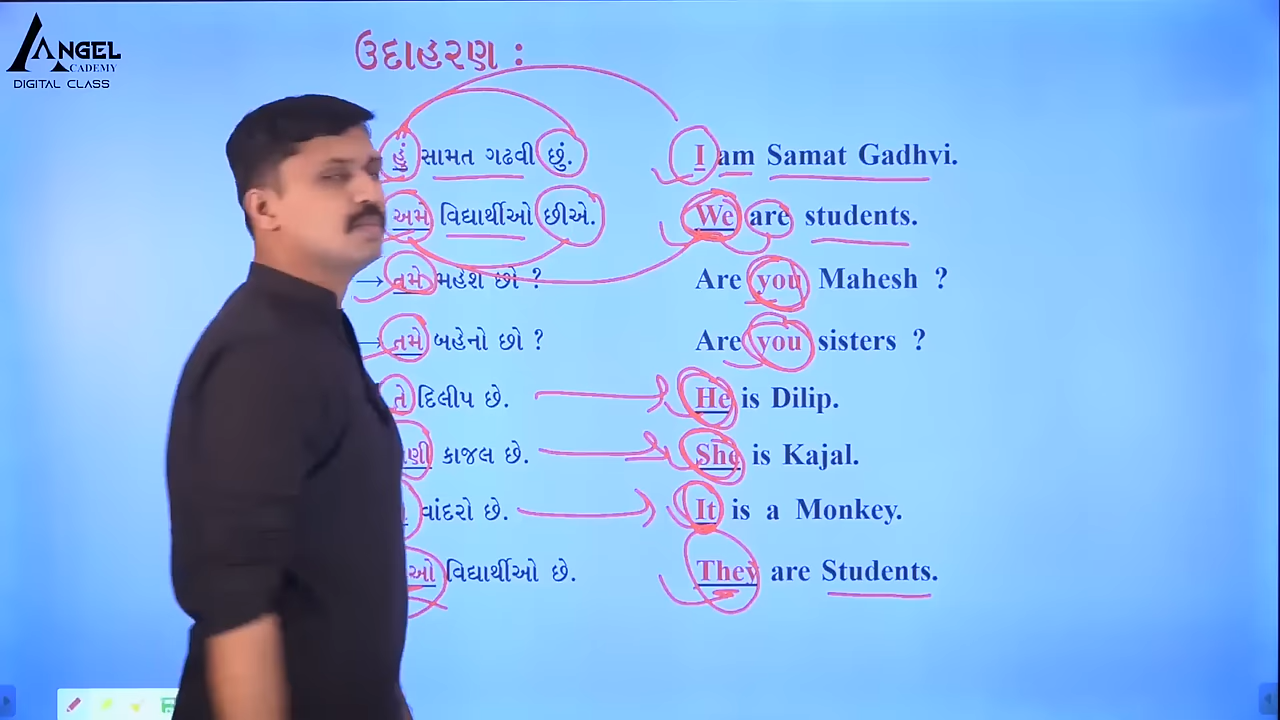 ANGEL
ACADEMY
DIGITAL CLASS
ઉદાહરણ :
હું સામત ગઢવી છું. I am Samat Gadhvi.
અમે વિદ્યાર્થીઓ છીએ. We are students.
→ તમે મહેશ છો ? Are you Mahesh ?
→ તમે બહેનો છો ? Are you sisters ?
તે દિલીપ છે. He is Dilip.
કાજલ છે. She is Kajal.
વાંદરો છે. It is a Monkey.
વિદ્યાર્થીઓ છે. They are Students.